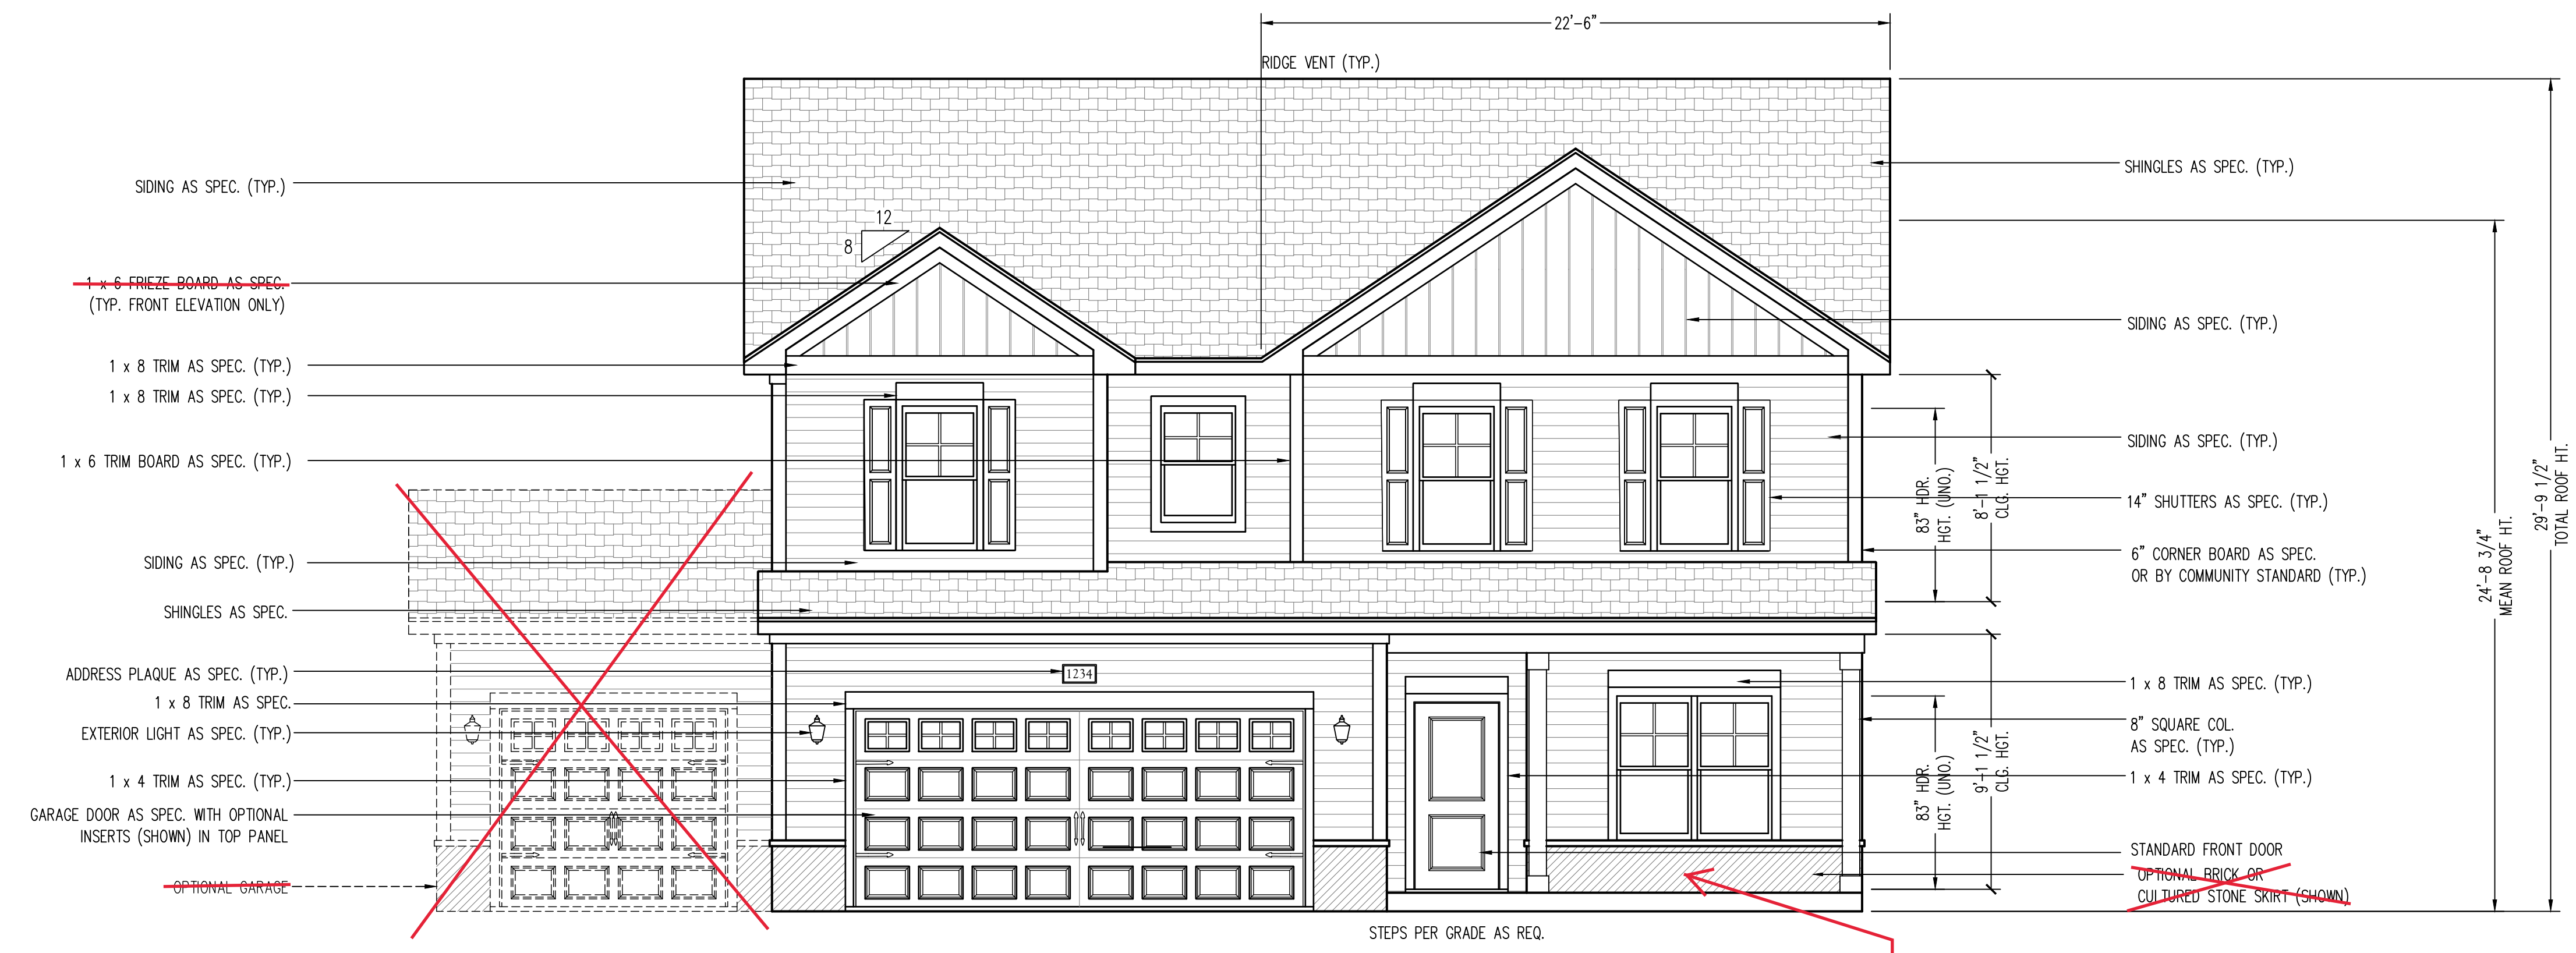 22'-6"
RIDGE VENT (TYP.)
SIDING AS SPEC. (TYP.)
12
8
1 x 6 FRIEZE BOARD AS SPEC.
(TYP. FRONT ELEVATION ONLY)
1 x 8 TRIM AS SPEC. (TYP.)
1 x 8 TRIM AS SPEC. (TYP.)
1 x 6 TRIM BOARD AS SPEC. (TYP.)
SIDING AS SPEC. (TYP.)
SHINGLES AS SPEC.
ADDRESS PLAQUE AS SPEC. (TYP.)
1234
1 x 8 TRIM AS SPEC.
EXTERIOR LIGHT AS SPEC. (TYP.)
1 x 4 TRIM AS SPEC. (TYP.)
GARAGE DOOR AS SPEC. WITH OPTIONAL
INSERTS (SHOWN) IN TOP PANEL
OPTIONAL GARAGE
STEPS PER GRADE AS REQ.
SHINGLES AS SPEC. (TYP.)
SIDING AS SPEC. (TYP.)
SIDING AS SPEC. (TYP.)
14" SHUTTERS AS SPEC. (TYP.)
6" CORNER BOARD AS SPEC.
OR BY COMMUNITY STANDARD (TYP.)
1 x 8 TRIM AS SPEC. (TYP.)
8" SQUARE COL.
AS SPEC. (TYP.)
1 x 4 TRIM AS SPEC. (TYP.)
STANDARD FRONT DOOR
OPTIONAL BRICK OR
CULTURED STONE SKIRT (SHOWN)
83" HDR.
HGT. (UNO.)
8'-1 1/2"
CLG. HGT.
83" HDR.
HGT. (UNO.)
9'-1 1/2"
CLG. HGT.
24'-8 3/4"
MEAN ROOF HT.
29'-9 1/2"
TOTAL ROOF HT.